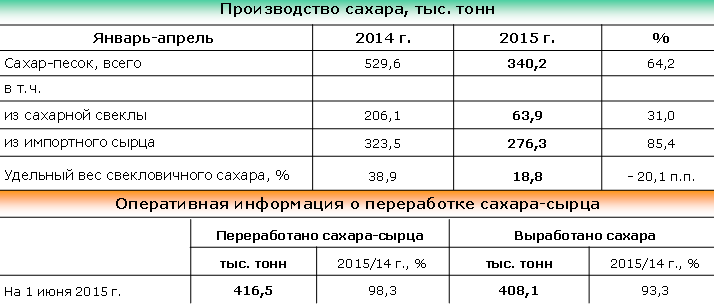 Производство сахара, тыс. тонн
Январь-апрель 2014 г. 2015 г. %
Сахар-песок, всего 529,6 340,2 64,2
в т.ч.
из сахарной свеклы 206,1 63,9 31,0
из импортного сырца 323,5 276,3 85,4
Удельный вес свекловичного сахара, % 38,9 18,8 - 20,1 п.п.
Оперативная информация о переработке сахара-сырца
Переработано сахара-сырца Выработано сахара
тыс. тонн 2015/14 г., % тыс. тонн 2015/14 г., %
На 1 июня 2015 г. 416,5 98,3 408,1 93,3